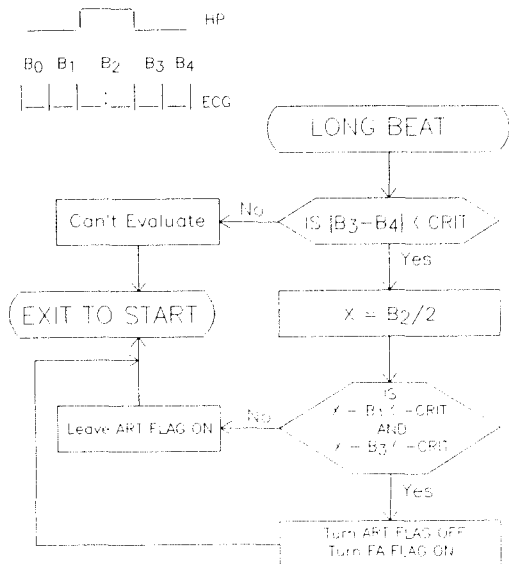 HP
B0 B1 B2 B3 B4
ECG
LONG BEAT
IS |B3-B4| < CRIT
No
Can't Evaluate
Yes
EXIT TO START
X = B2/2
IS
X - B1 < -CRIT
AND
X - B3 < -CRIT
No
Leave ART FLAG ON
Yes
Turn ART FLAG OFF
Turn FA FLAG ON